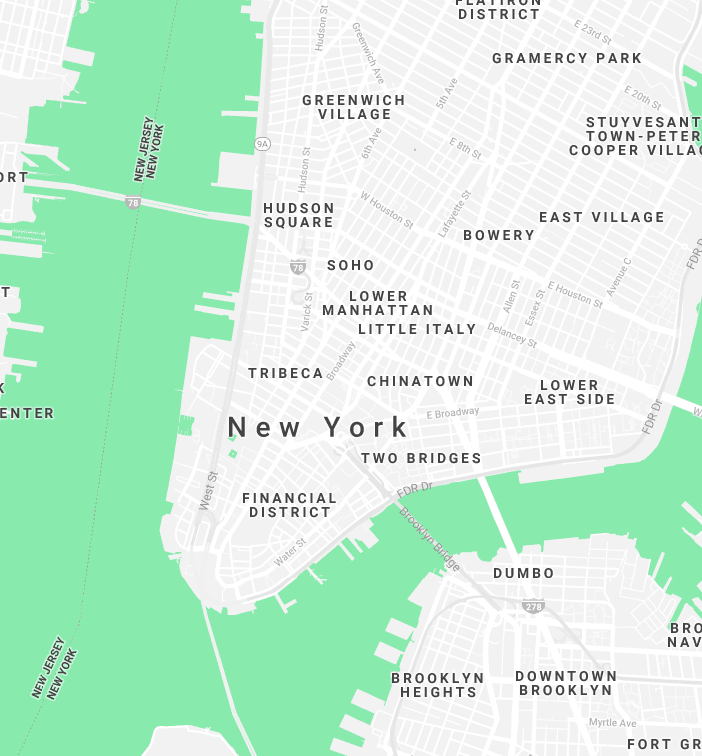 FLATIRON
DISTRICT
Hudson St
Greenwich Ave
E 23rd St
GRAMERCY PARK
5th Ave
E 20th St
GREENWICH
VILLAGE
STUYVESANT
TOWN-PETER
COOPER VILLAG
NEW JERSEY
NEW YORK
9A
6th Ave
E 8th St
Hudson St
ORT
78
W Houston St
Lafayette St
HUDSON
SQUARE
EAST VILLAGE
BOWERY
FDR D
78
SOHO
Avenue C
T
Allen St
Essex St
E Houston St
LOWER
MANHATTAN
Varick St
LITTLE ITALY
Delancey St
Broadway
TRIBECA
CHINATOWN
LOWER
EAST SIDE
K
ENTER
E Broadway
W
FDR Dr
New York
TWO BRIDGES
West St
FDR Dr
FINANCIAL
DISTRICT
Brooklyn Bridge
Water St
DUMBO
278
BRO
NAV
NEW JERSEY
NEW YORK
BROOKLYN
HEIGHTS
DOWNTOWN
BROOKLYN
Myrtle Ave
FORT GR